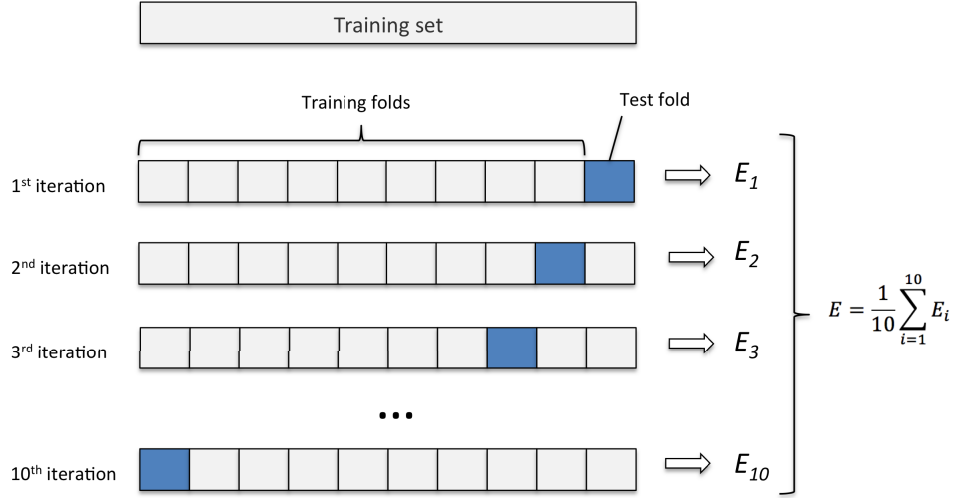 Training set
Training folds
Test fold
1st iteration
E1
2nd iteration
E2
3rd iteration
E3
E = 1/10 10∑i=1 Ei
...
10th iteration
E10